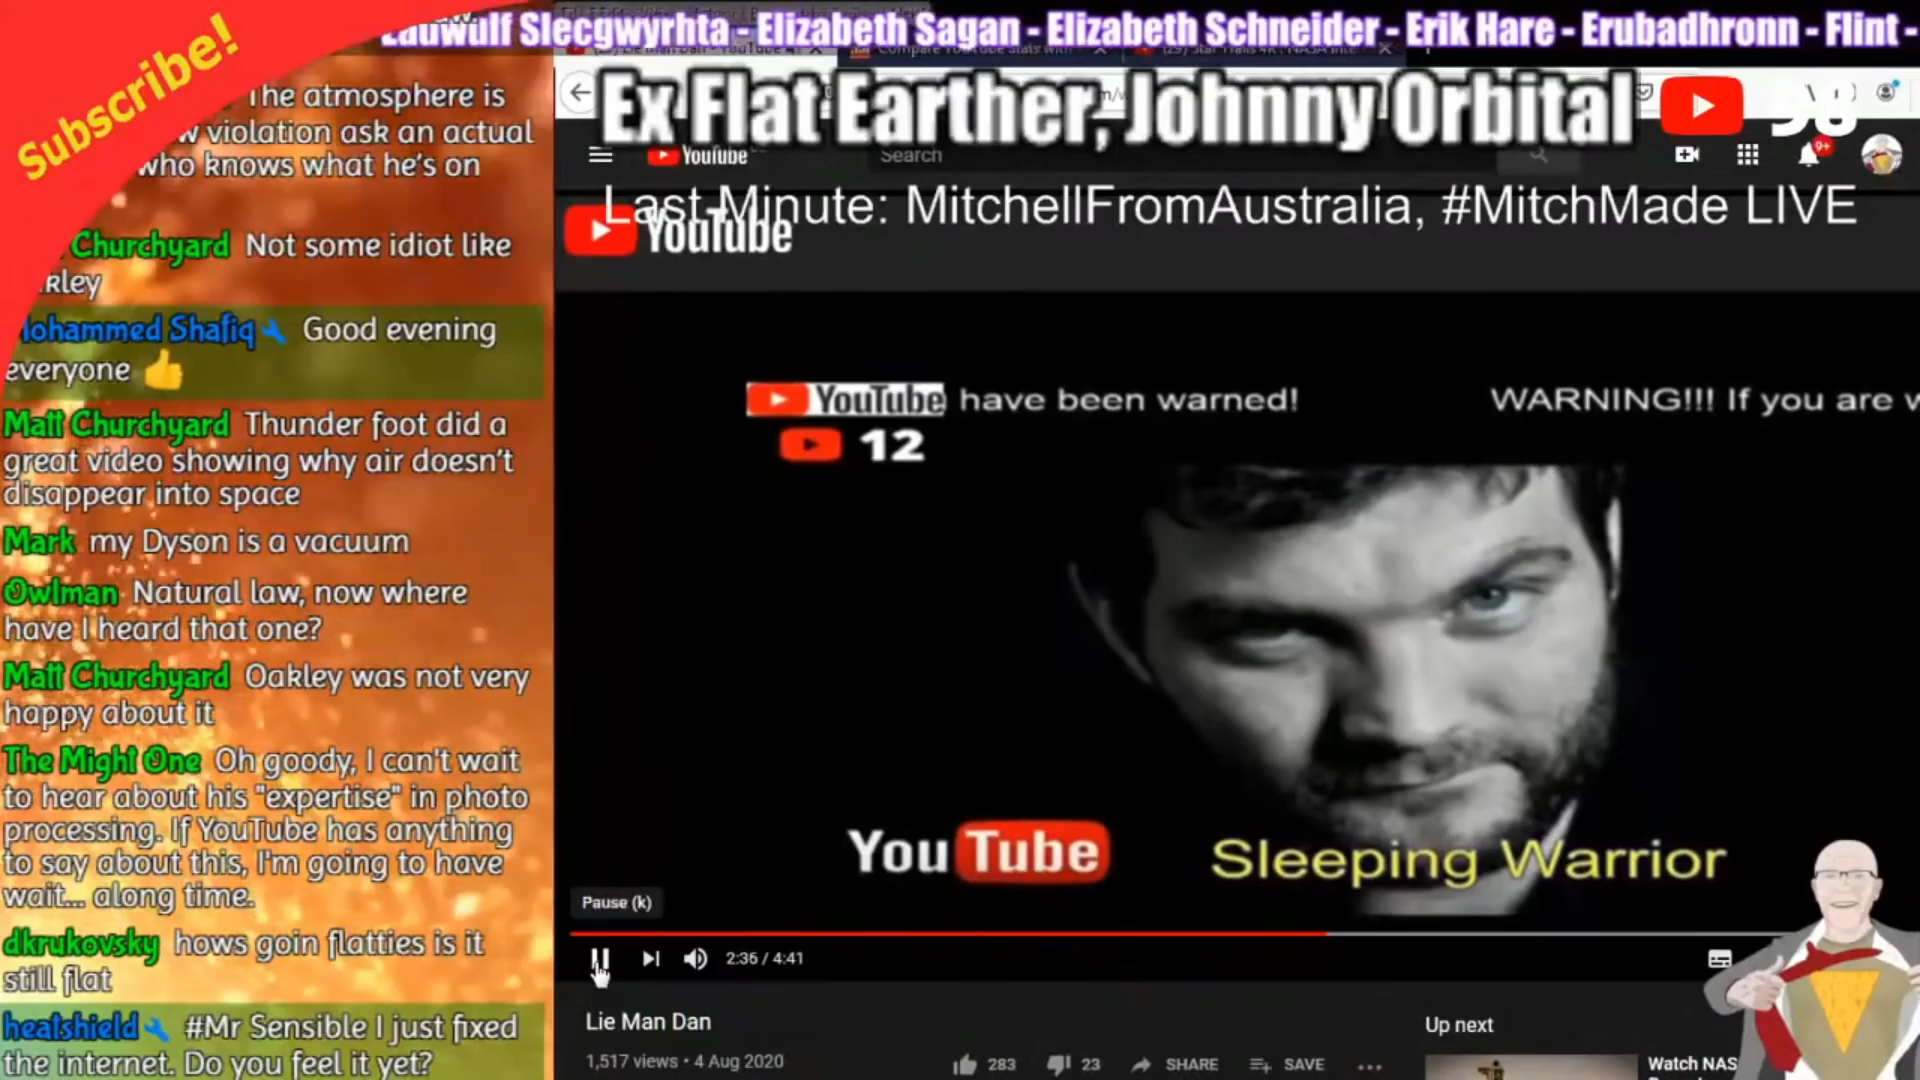 Subscribe!
Slecgwyrhta - Elizabeth Sagan - Elizabeth Schneider - Erik Hare - Erubadhronn - Flint -
The atmosphere is
violation ask an actual
who knows what he's on
Churchyard Not some idiot like
Mohammed Shafiq Good evening
everyone 👍
Matt Churchyard Thunder foot did a
great video showing why air doesn't
disappear into space
Mark my Dyson is a vacuum
Owlman Natural law, now where
have I heard that one?
Matt Churchyard Oakley was not very
happy about it
The Might One Oh goody, I can't wait
to hear about his "expertise" in photo
processing. If YouTube has anything
to say about this, I'm going to have
wait... along time.
dkrukovsky hows goin flatties is it
still flat
heatshield #Mr Sensible I just fixed
the internet. Do you feel it yet?
Ex Flat Earther, Johnny Orbital 98
YouTube Search 9+
Last Minute: MitchellFromAustralia, #MitchMade LIVE
YouTube
YouTube have been warned! WARNING!!! If you are
12
YouTube Sleeping Warrior
Pause (k)
2:36 / 4:41
Lie Man Dan
1,517 views • 4 Aug 2020 283 23 SHARE SAVE
Up next
Watch NAS